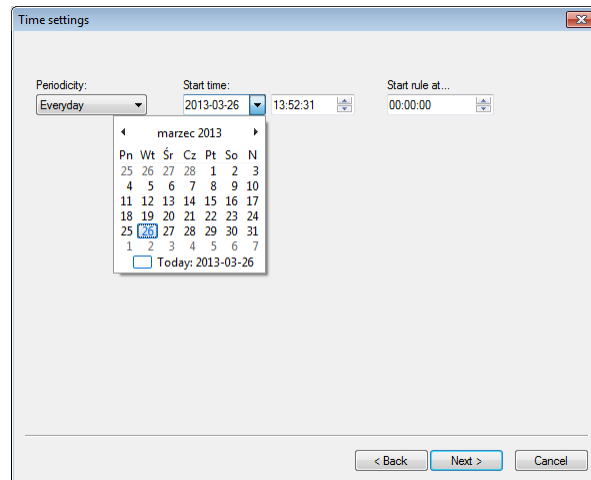 Time settings
Periodicity: Start time: Start rule at...
Everyday 2013-03-26 13:52:31 00:00:00
marzec 2013
Pn Wt Śr Cz Pt So N
25 26 27 28 1 2 3
4 5 6 7 8 9 10
11 12 13 14 15 16 17
18 19 20 21 22 23 24
25 26 27 28 29 30 31
1 2 3 4 5 6 7
Today: 2013-03-26
< Back Next > Cancel